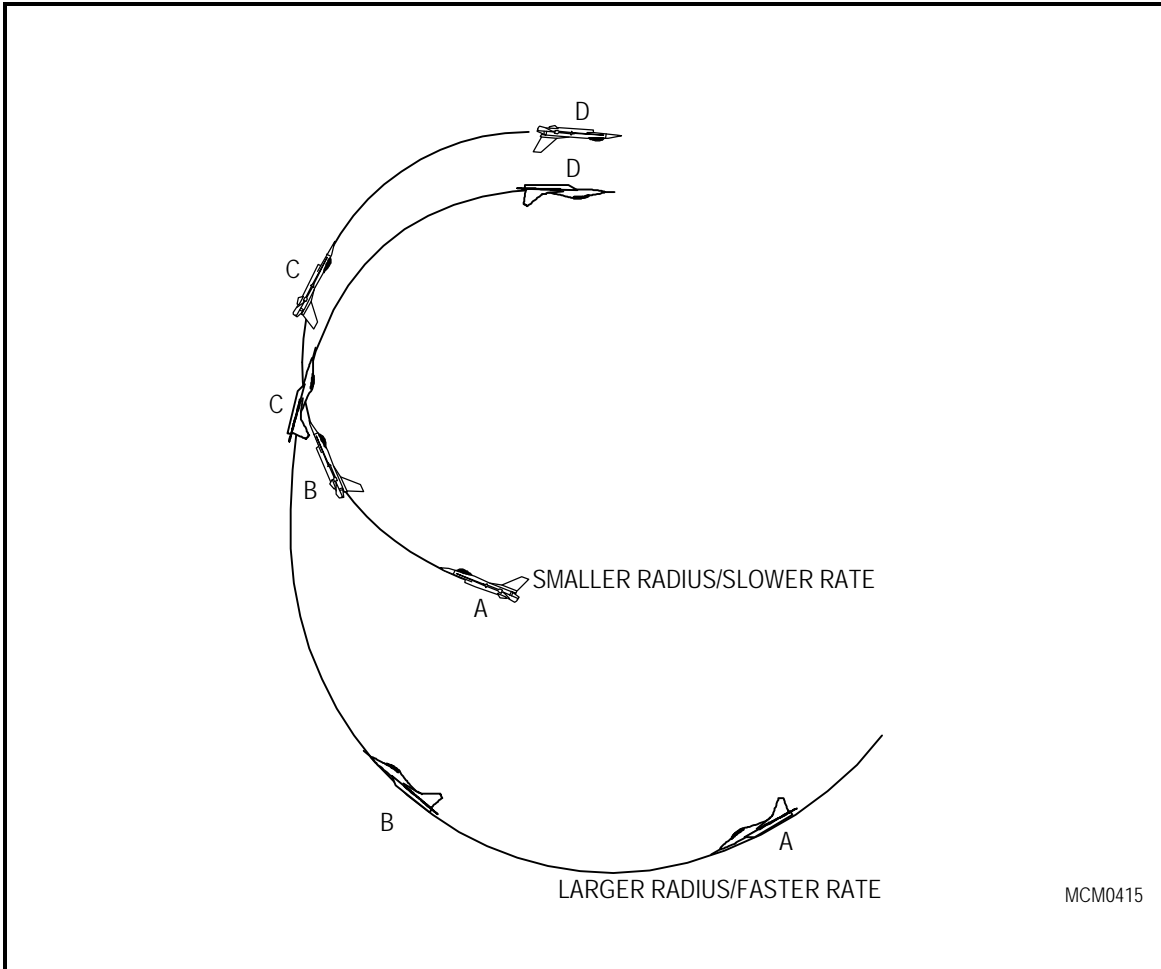 D
D
C
C
B
SMALLER RADIUS/SLOWER RATE
A
B
A
LARGER RADIUS/FASTER RATE
MCM0415